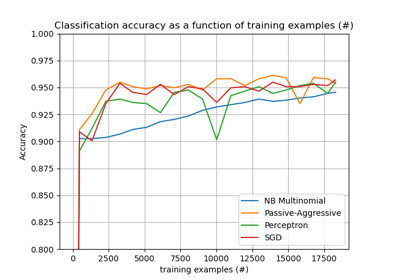 Classification accuracy as a function of training examples (#)
1.000
0.975
0.950
0.925
0.900
0.875
0.850
0.825
0.800
Accuracy
NB Multinomial
Passive-Aggressive
Perceptron
SGD
0 2500 5000 7500 10000 12500 15000 17500
training examples (#)